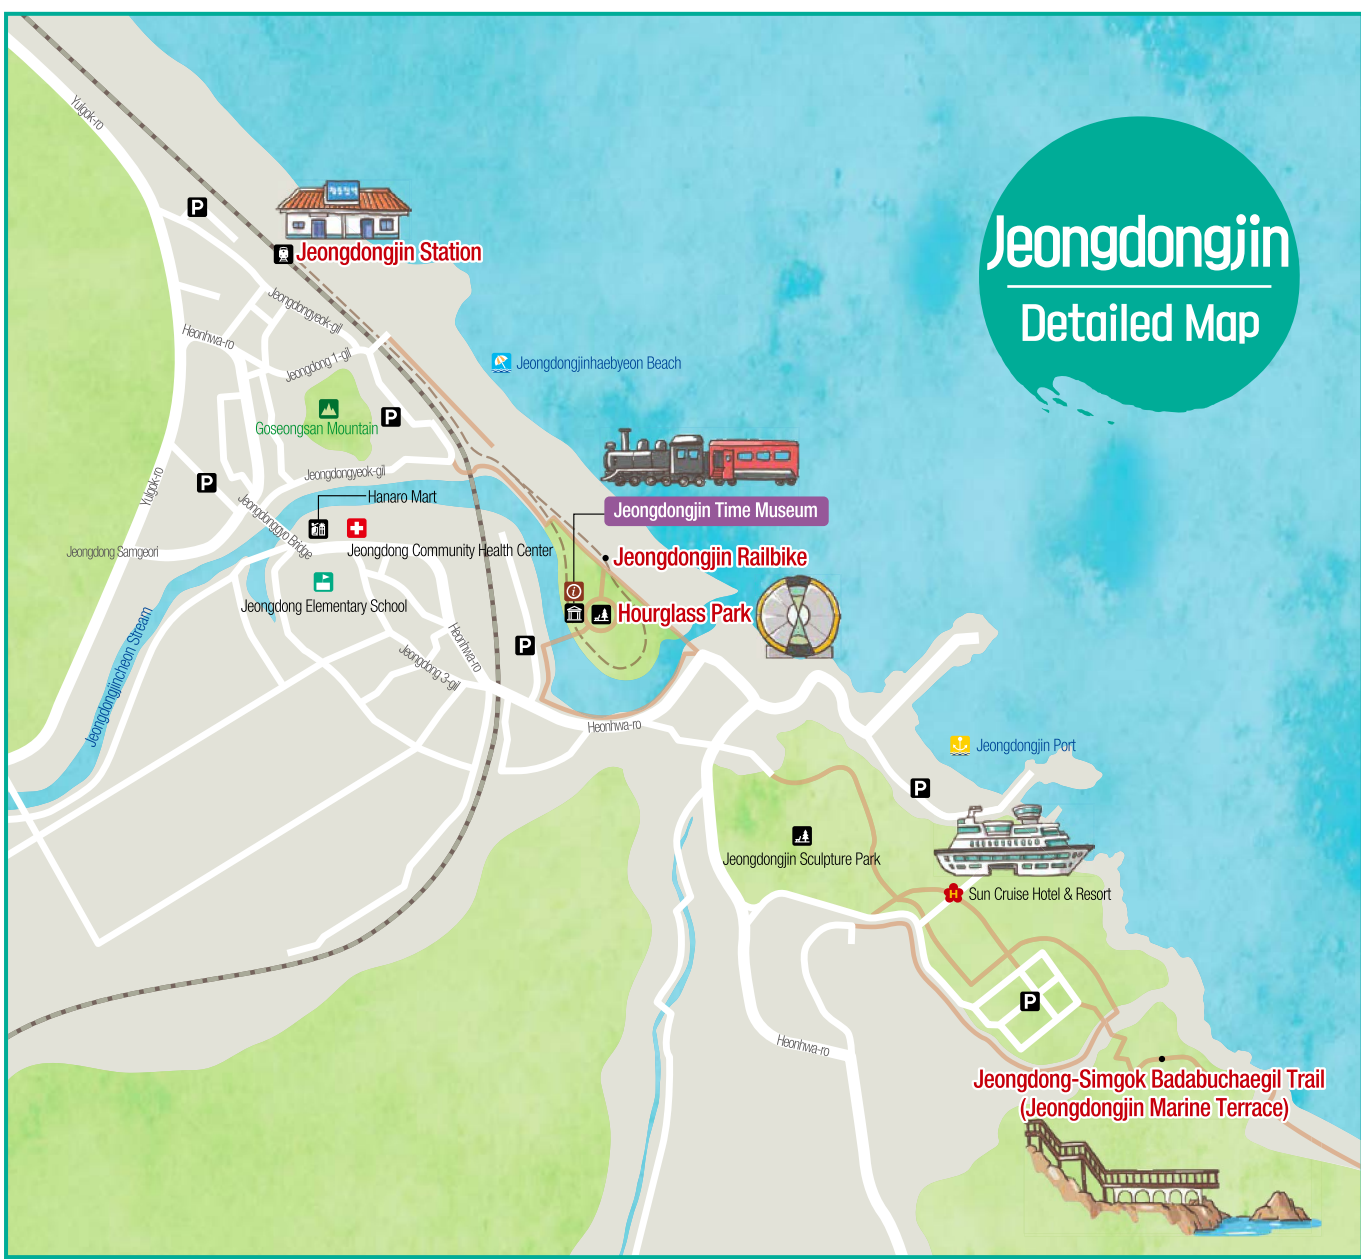 Jeongdongjin
Detailed Map
Yulgok-ro
P
Jeongdongjin Station
Jeongdongyeok-gil
Heonhwa-ro
Jeongdong 1-gil
Jeongdongjinhaebyeon Beach
Goseongsan Mountain
P
Jeongdongyeok-gil
Yulgok-ro
P
Hanaro Mart
Jeongdonggyo Bridge
Jeongdong Community Health Center
Jeongdong Samgeori
Jeongdong Elementary School
Jeongdongjin Time Museum
Jeongdongjin Railbike
i
Hourglass Park
P
Heonhwa-ro
Jeongdong 3-gil
Jeongdongjincheon Stream
Heonhwa-ro
Jeongdongjin Port
P
Jeongdongjin Sculpture Park
H
Sun Cruise Hotel & Resort
P
Heonhwa-ro
Jeongdong-Simgok Badabuchaegil Trail
(Jeongdongjin Marine Terrace)